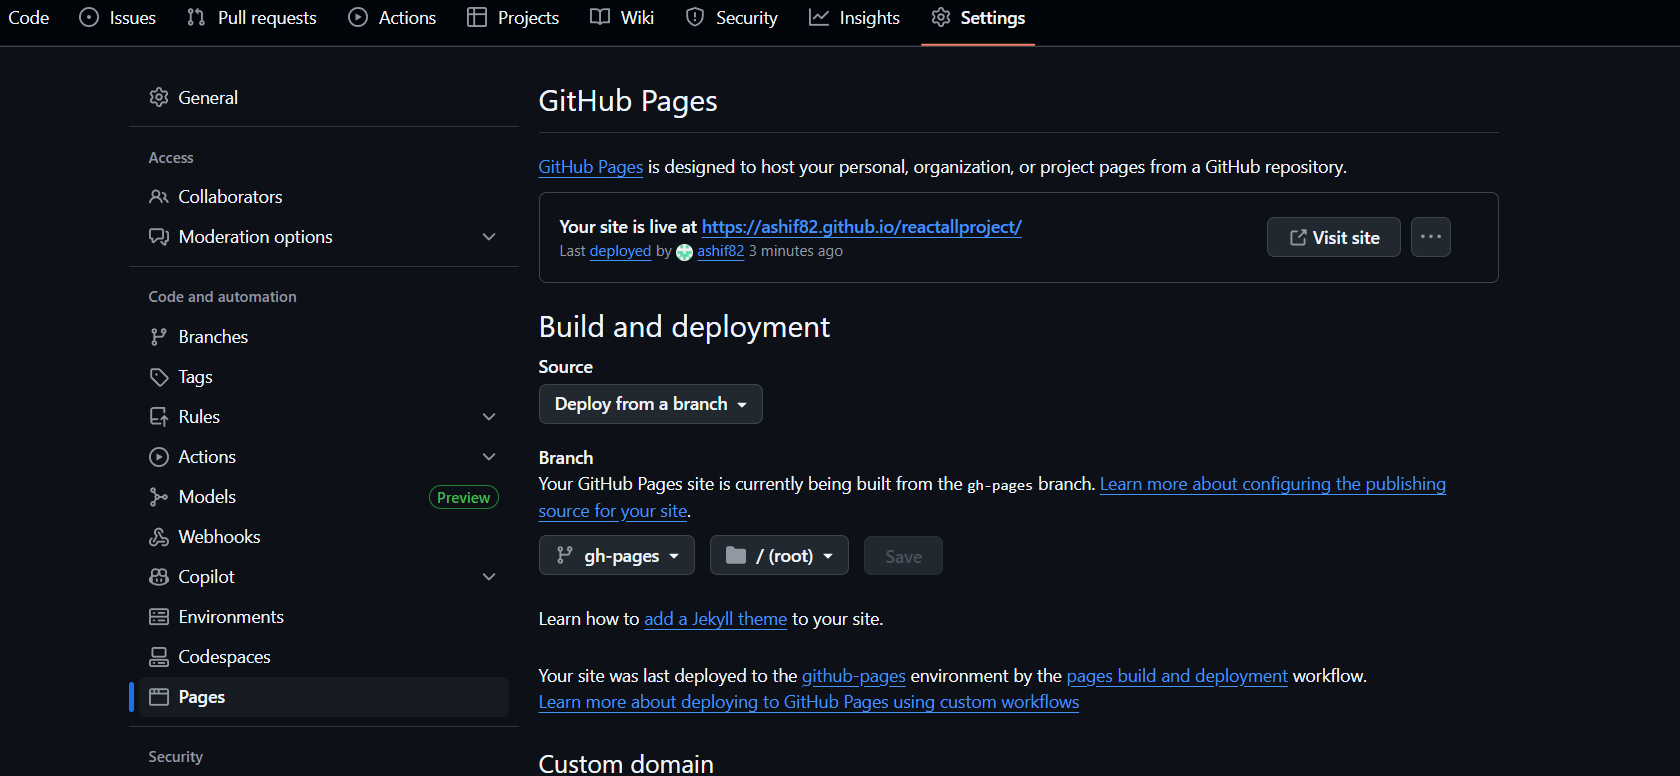 Code Issues Pull requests Actions Projects Wiki Security Insights Settings
General
Access
Collaborators
Moderation options
Code and automation
Branches
Tags
Rules
Actions
Models Preview
Webhooks
Copilot
Environments
Codespaces
Pages
Security
GitHub Pages
GitHub Pages is designed to host your personal, organization, or project pages from a GitHub repository.
Your site is live at https://ashif82.github.io/reactallproject/
Last deployed by ashif82 3 minutes ago
Visit site
Build and deployment
Source
Deploy from a branch
Branch
Your GitHub Pages site is currently being built from the gh-pages branch. Learn more about configuring the publishing
source for your site.
gh-pages / (root) Save
Learn how to add a Jekyll theme to your site.
Your site was last deployed to the github-pages environment by the pages build and deployment workflow.
Learn more about deploying to GitHub Pages using custom workflows
Custom domain